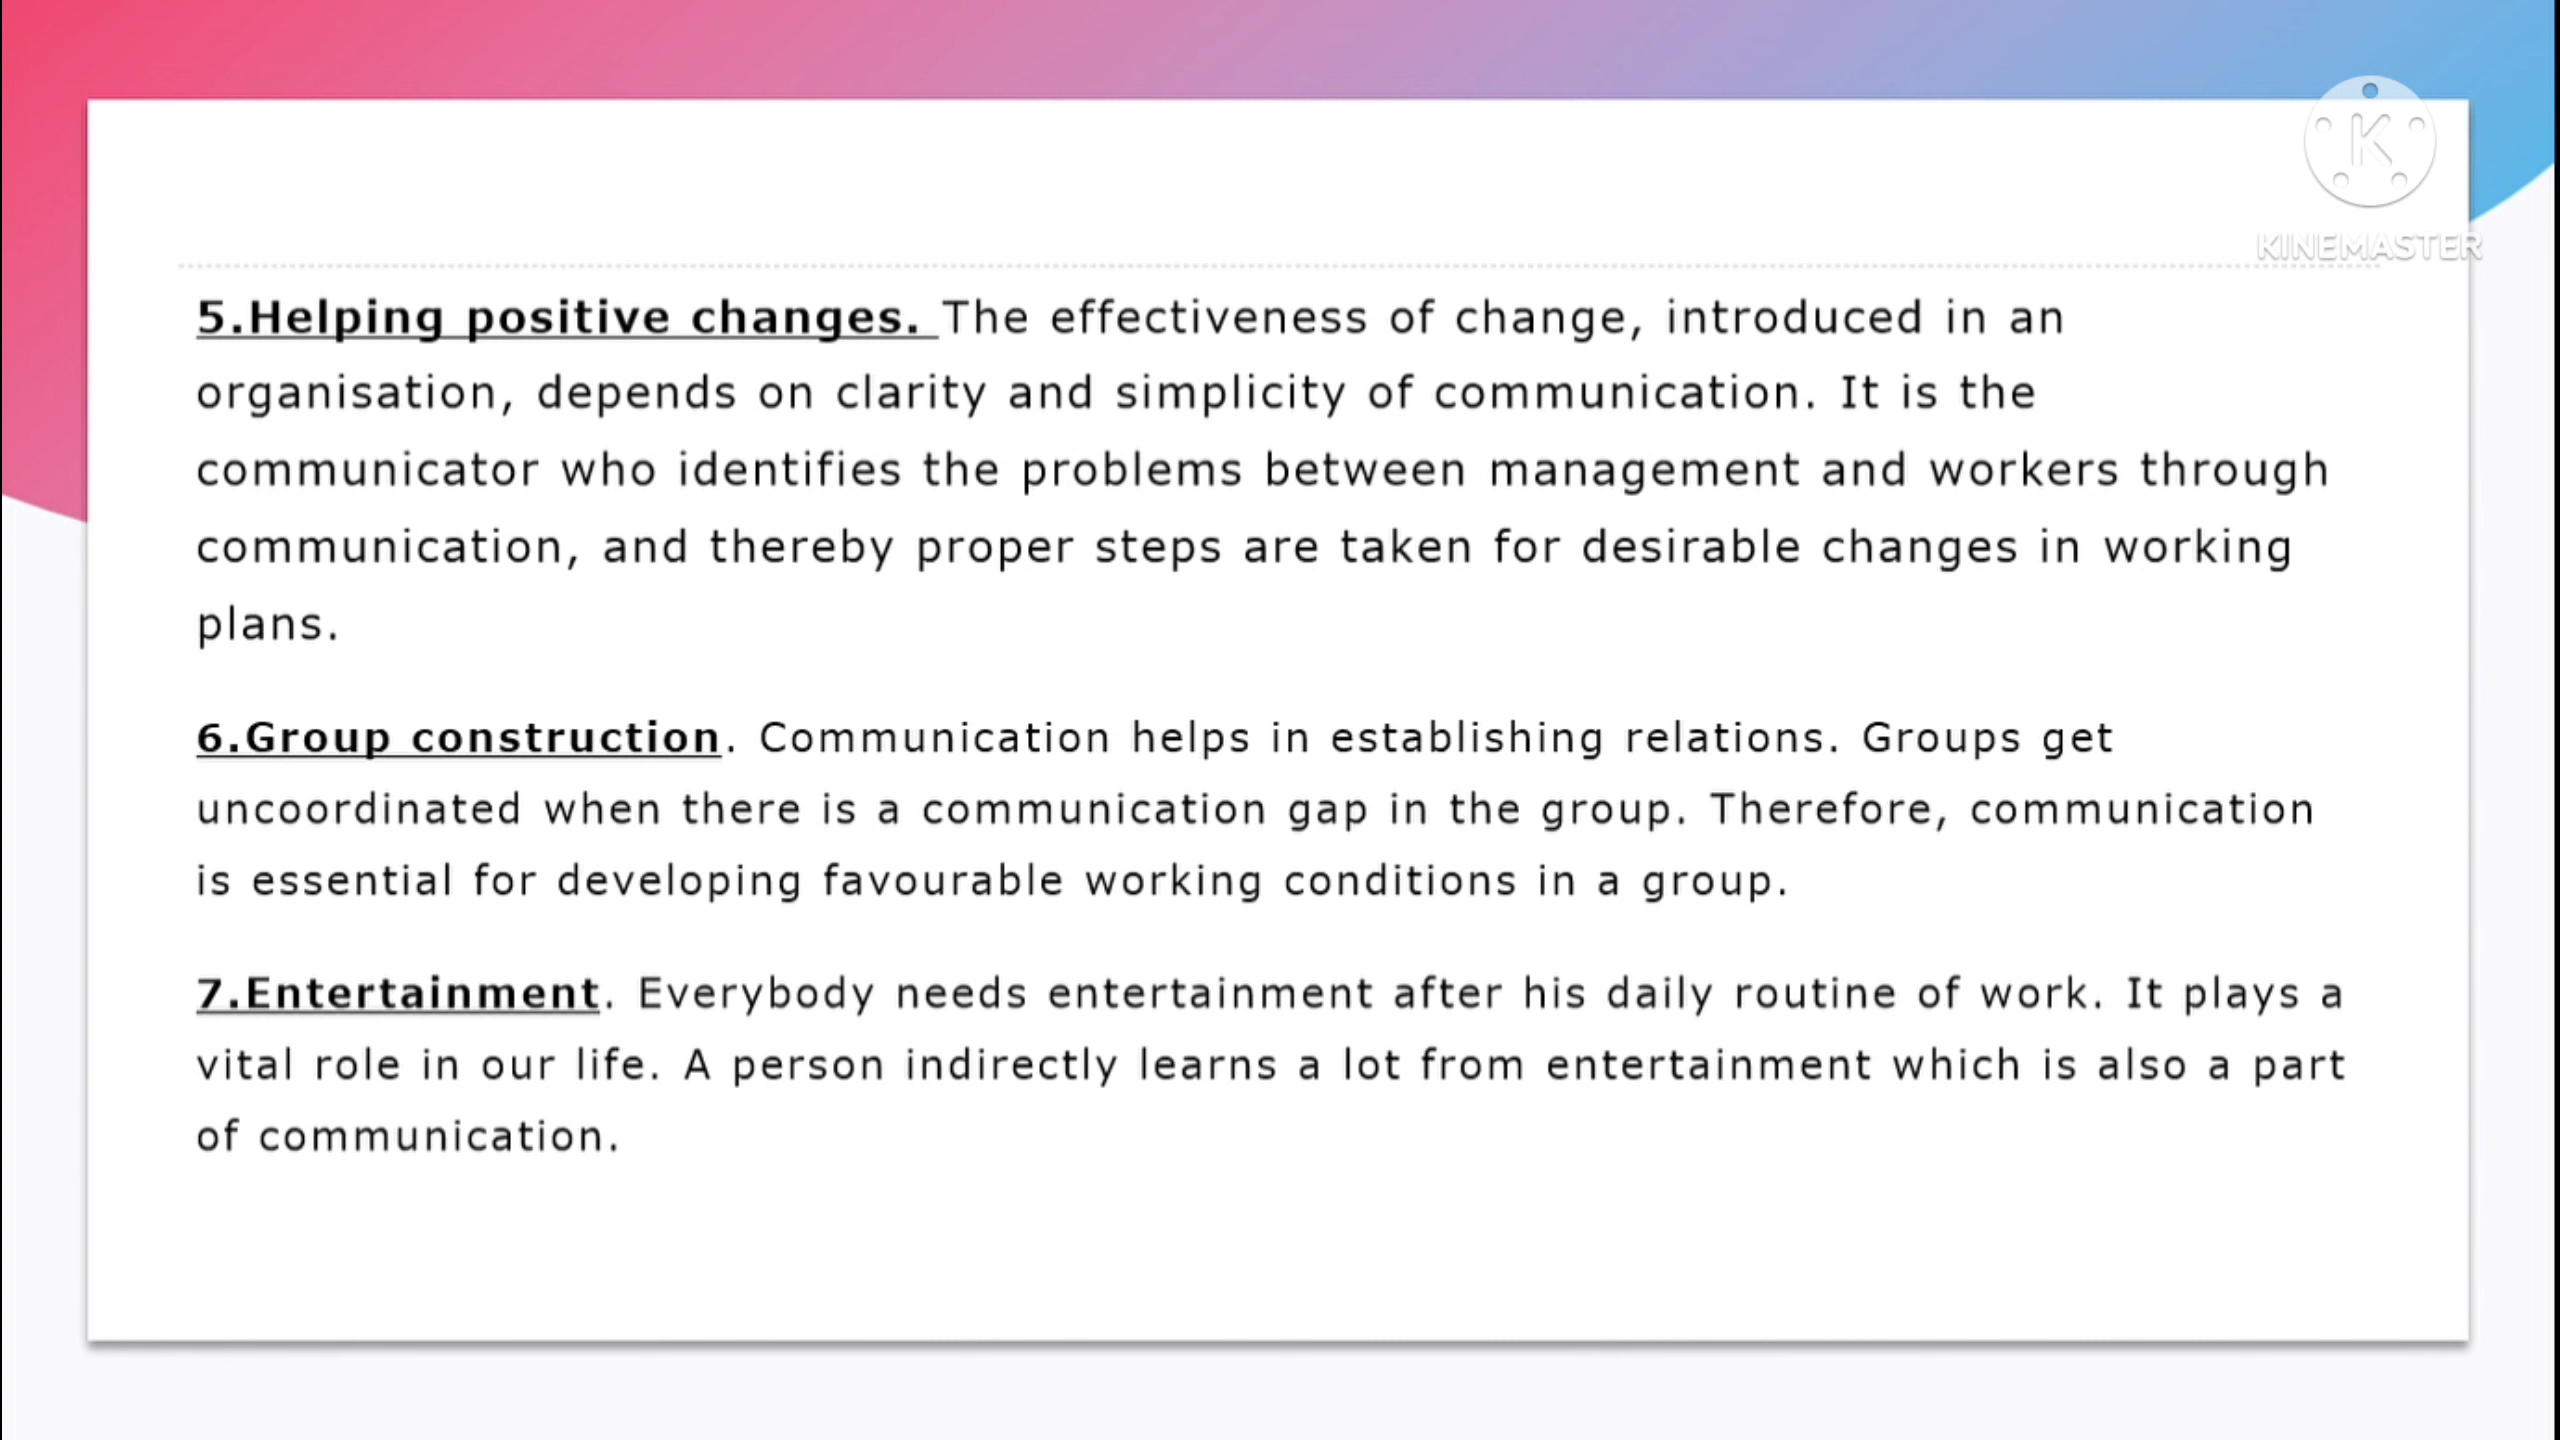 KINEMASTER
5.Helping positive changes. The effectiveness of change, introduced in an
organisation, depends on clarity and simplicity of communication. It is the
communicator who identifies the problems between management and workers through
communication, and thereby proper steps are taken for desirable changes in working
plans.
6.Group construction. Communication helps in establishing relations. Groups get
uncoordinated when there is a communication gap in the group. Therefore, communication
is essential for developing favourable working conditions in a group.
7.Entertainment. Everybody needs entertainment after his daily routine of work. It plays a
vital role in our life. A person indirectly learns a lot from entertainment which is also a part
of communication.